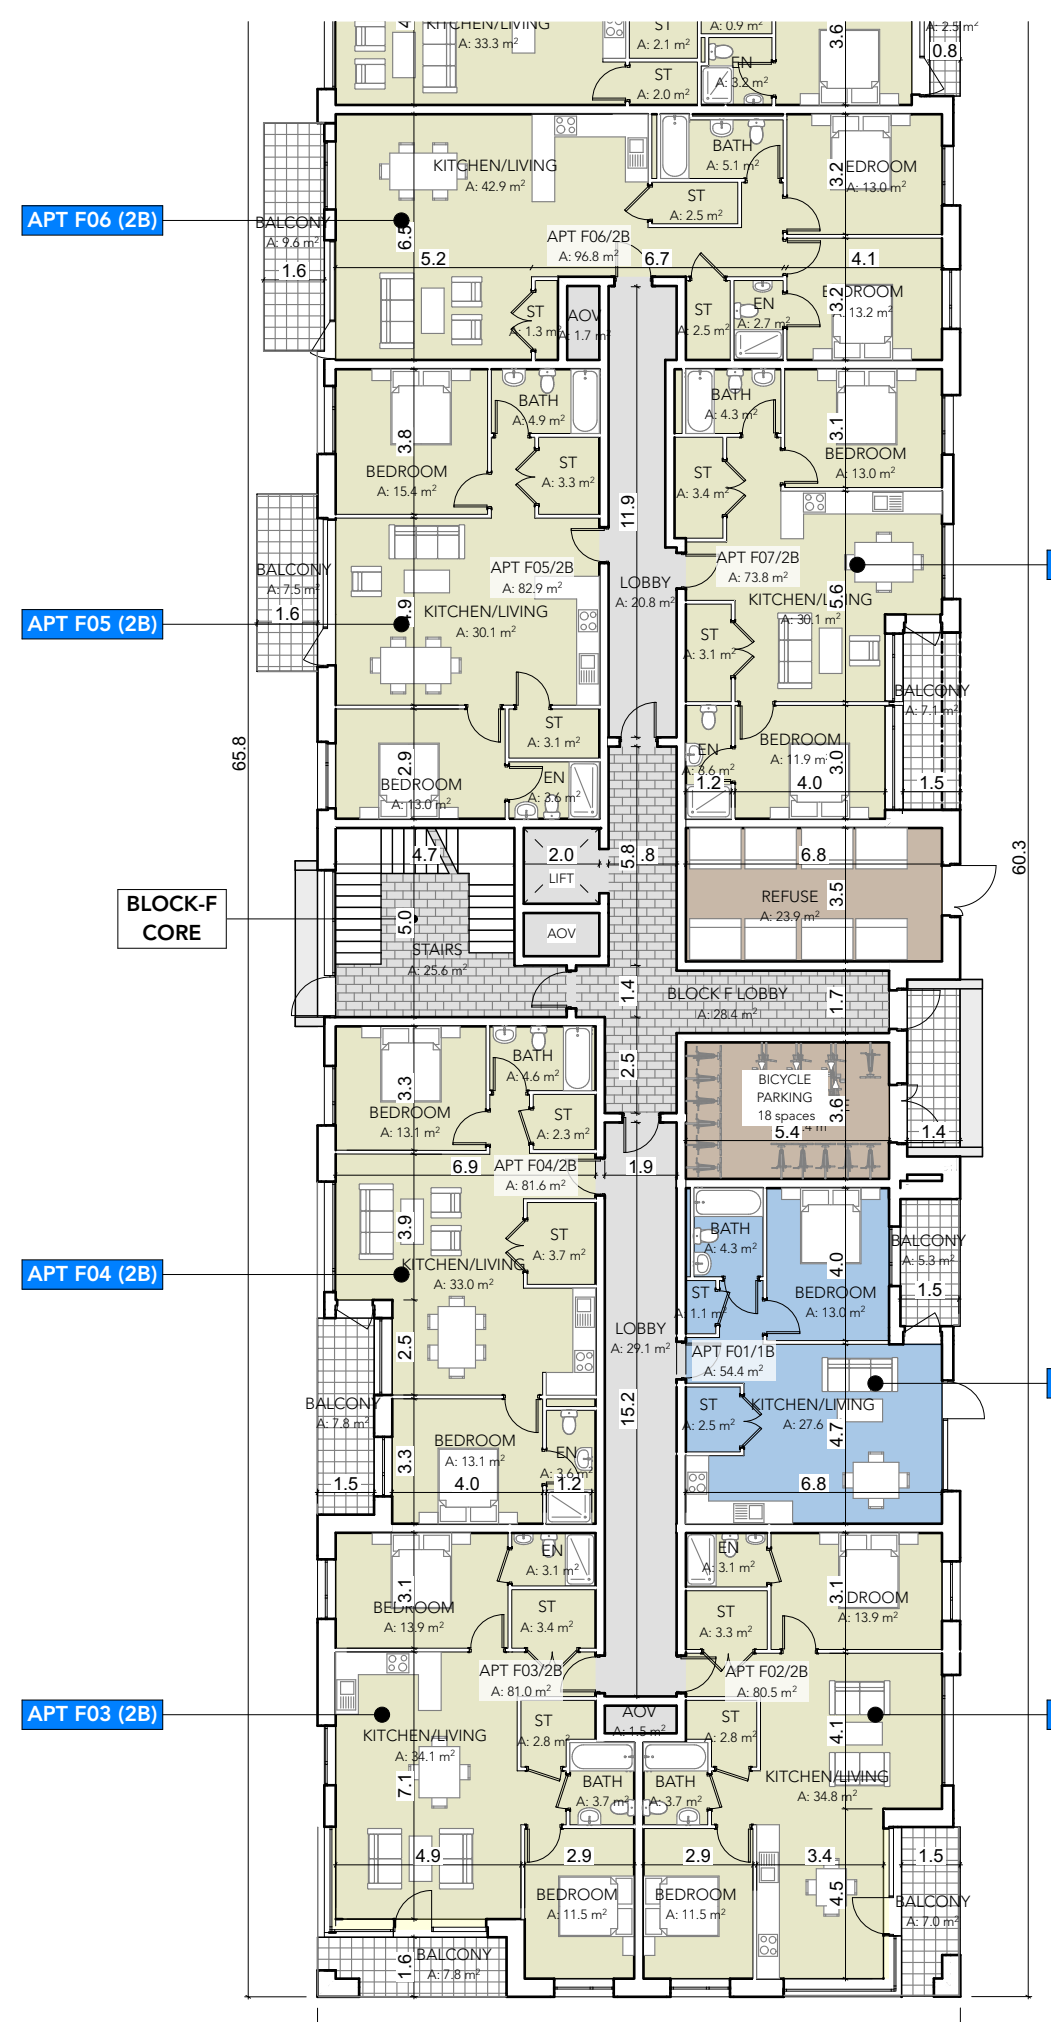 KITCHEN/LIVING
A: 33.3 m²
ST
A: 2.1 m²
A: 0.9 m²
ST
A: 2.0 m²
EN
A: 3.2 m²
3.6
A: 2.5 m²
0.8
APT F06 (2B)
BALCONY
A: 9.6 m²
1.6
KITCHEN/LIVING
A: 42.9 m²
6.5
5.2
BATH
A: 5.1 m²
ST
A: 2.5 m²
APT F06/2B
A: 96.8 m²
6.7
EDROOM
A: 13.0 m²
3.2
4.1
DROOM
13.2 m²
3.2
ST
A: 1.3 m²
AOV
A: 1.7 m²
ST
A: 2.5 m²
EN
A: 2.7 m²
BATH
A: 4.9 m²
3.8
BEDROOM
A: 15.4 m²
ST
A: 3.3 m²
BATH
A: 4.3 m²
3.1
BEDROOM
A: 13.0 m²
ST
A: 3.4 m²
11.9
APT F05 (2B)
BALCONY
A: 7.5 m²
1.6
APT F05/2B
A: 82.9 m²
KITCHEN/LIVING
A: 30.1 m²
LOBBY
A: 20.8 m²
APT F07/2B
A: 73.8 m²
KITCHEN/LIVING
A: 30.1 m²
5.6
ST
A: 3.1 m²
BALCONY
A: 7.1 m²
1.5
ST
A: 3.1 m²
2.9
BEDROOM
A: 13.0 m²
EN
A: 3.6 m²
EN
A: 3.6 m²
BEDROOM
A: 11.9 m²
3.0
1.2
4.0
65.8
60.3
4.7
2.0
LIFT
5.8
.8
6.8
REFUSE
A: 23.9 m²
3.5
BLOCK-F
CORE
5.0
STAIRS
A: 25.6 m²
AOV
1.4
BLOCK F LOBBY
A: 28.4 m²
1.7
2.5
BATH
A: 4.6 m²
3.3
BEDROOM
A: 13.1 m²
ST
A: 2.3 m²
BICYCLE
PARKING
18 spaces
3.6
5.4
1.4
6.9
APT F04/2B
A: 81.6 m²
1.9
3.9
ST
A: 3.7 m²
BATH
A: 4.3 m²
4.0
BEDROOM
A: 13.0 m²
BALCONY
A: 5.3 m²
1.5
APT F04 (2B)
KITCHEN/LIVING
A: 33.0 m²
ST
A: 1.1 m²
2.5
LOBBY
A: 29.1 m²
APT F01/1B
A: 54.4 m²
BALCONY
A: 7.8 m²
1.5
15.2
ST
A: 2.5 m²
KITCHEN/LIVING
A: 27.6
4.7
6.8
BEDROOM
A: 13.1 m²
3.3
4.0
EN
A: 3.6 m²
1.2
EN
A: 3.1 m²
3.1
BEDROOM
A: 13.9 m²
ST
A: 3.4 m²
EN
A: 3.1 m²
3.1
DROOM
A: 13.9 m²
ST
A: 3.3 m²
APT F03/2B
A: 81.0 m²
APT F02/2B
A: 80.5 m²
APT F03 (2B)
KITCHEN/LIVING
A: 34.1 m²
7.1
ST
A: 2.8 m²
AOV
A: 1.5 m²
ST
A: 2.8 m²
4.1
KITCHEN/LIVING
A: 34.8 m²
BATH
A: 3.7 m²
BATH
A: 3.7 m²
4.9
2.9
2.9
3.4
1.5
BEDROOM
A: 11.5 m²
BEDROOM
A: 11.5 m²
4.5
BALCONY
A: 7.0 m²
1.6
BALCONY
A: 7.8 m²